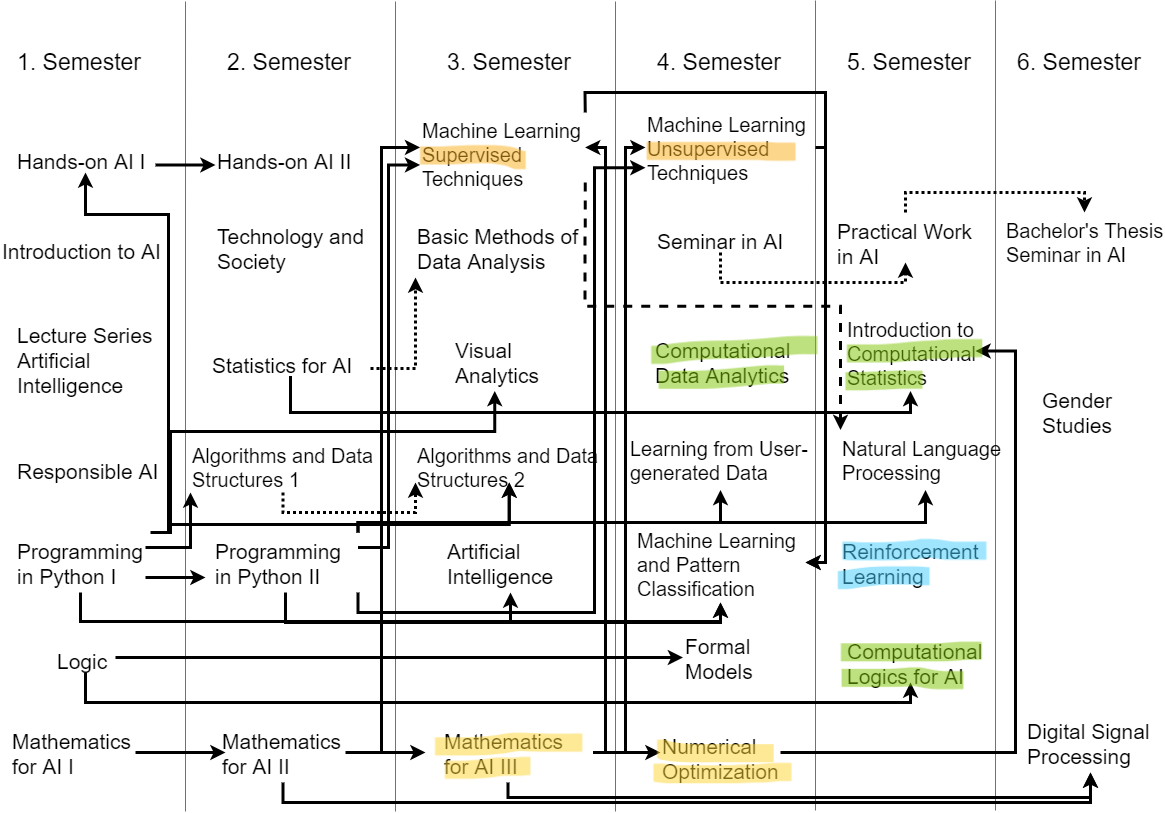 1. Semester
2. Semester
3. Semester
4. Semester
5. Semester
6. Semester
Hands-on AI I
Introduction to AI
Lecture Series
Artificial
Intelligence
Responsible AI
Programming
in Python I
Logic
Mathematics
for AI I
Hands-on AI II
Technology and
Society
Statistics for AI
Algorithms and Data
Structures 1
Programming
in Python II
Mathematics
for AI II
Machine Learning
Supervised
Techniques
Basic Methods of
Data Analysis
Visual
Analytics
Algorithms and Data
Structures 2
Artificial
Intelligence
Mathematics
for AI III
Machine Learning
Unsupervised
Techniques
Seminar in AI
Computational
Data Analytics
Learning from User-
generated Data
Machine Learning
and Pattern
Classification
Formal
Models
Numerical
Optimization
Practical Work
in AI
Introduction to
Computational
Statistics
Natural Language
Processing
Reinforcement
Learning
Computational
Logics for AI
Bachelor's Thesis
Seminar in AI
Gender
Studies
Digital Signal
Processing